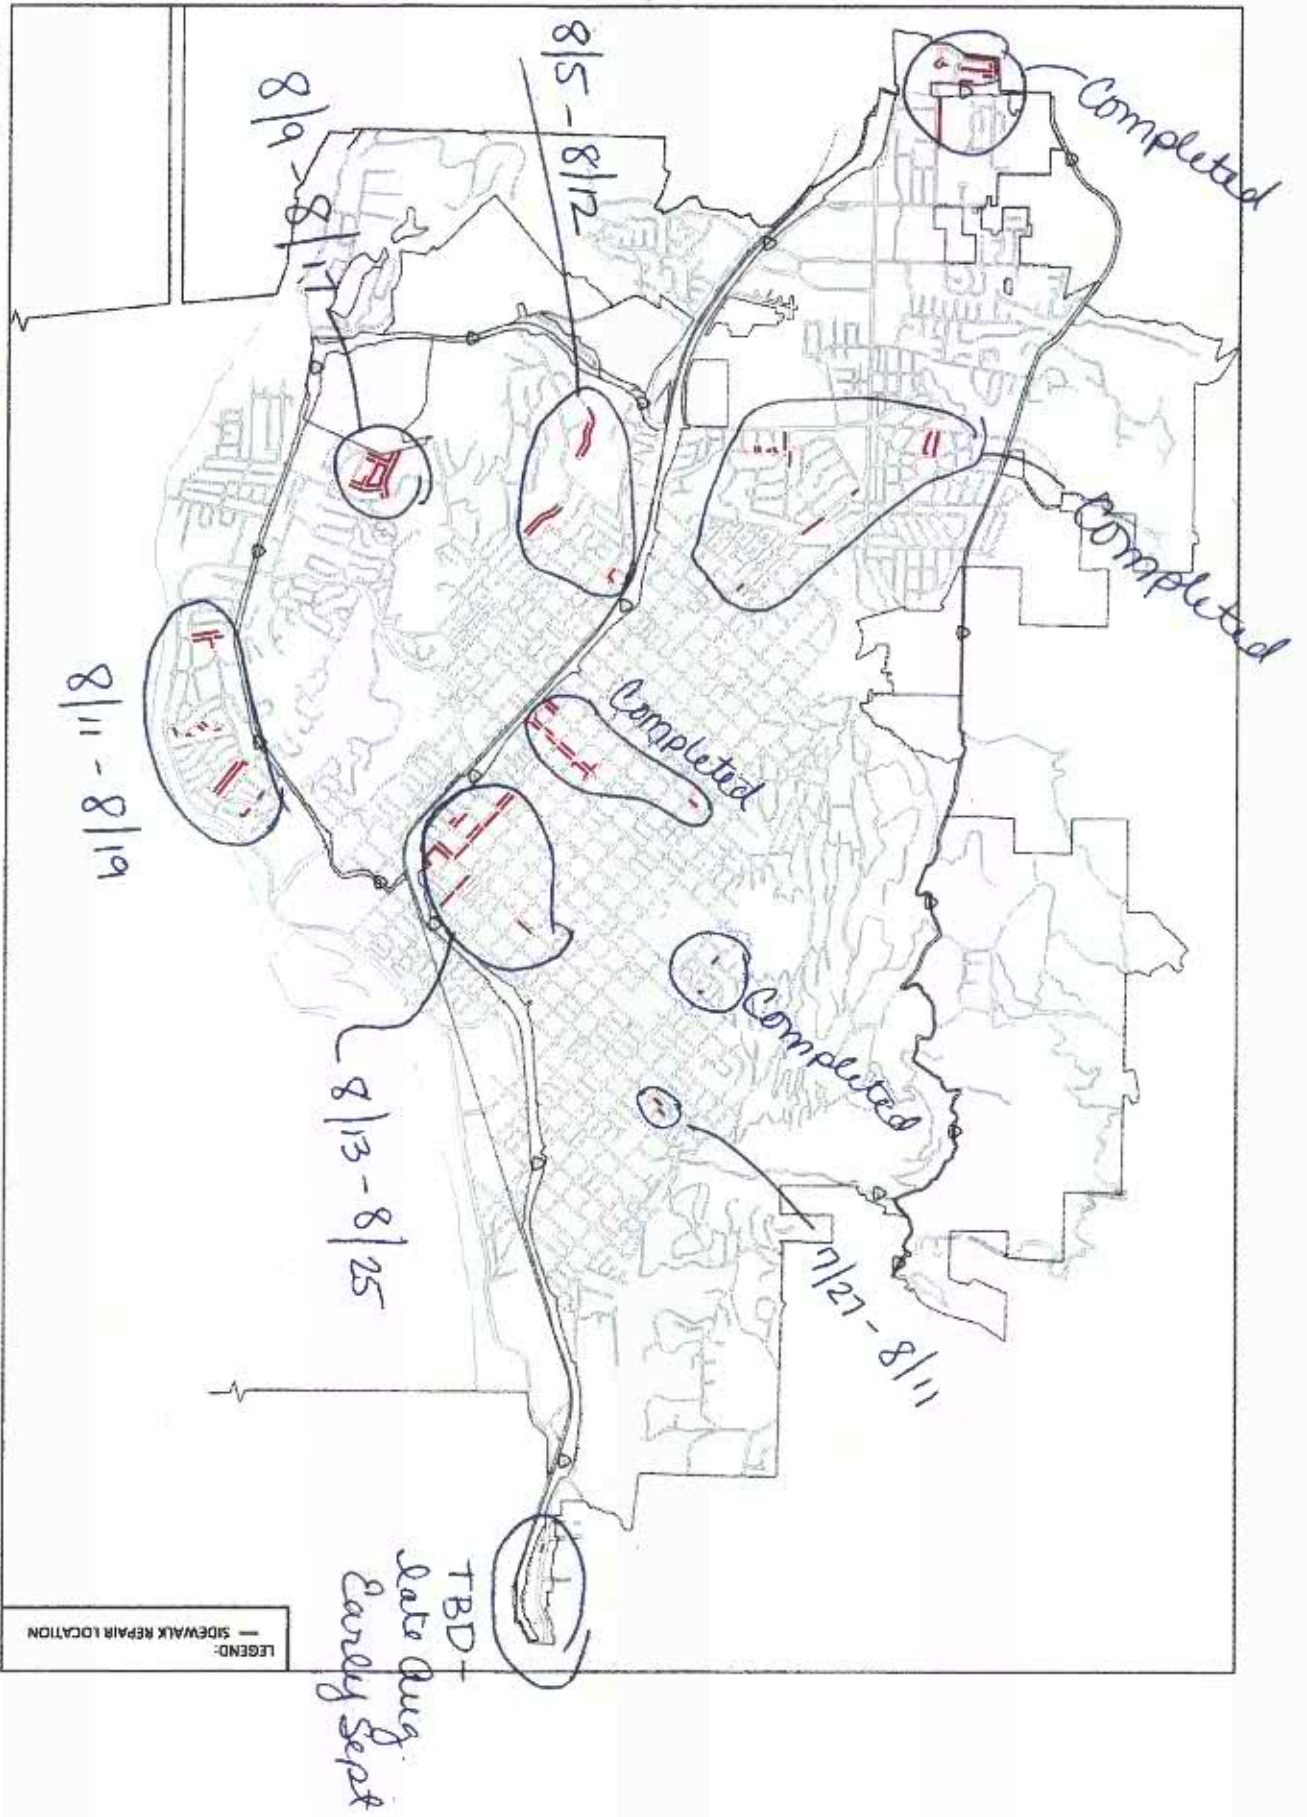 Completed
8/5 - 8/12
8/9 - 8/17
Completed
Completed
8/11 - 8/19
Completed
8/13 - 8/25
7/27 - 8/11
TBD -
late Aug.
Early Sept
LEGEND:
— SIDEWALK REPAIR LOCATION